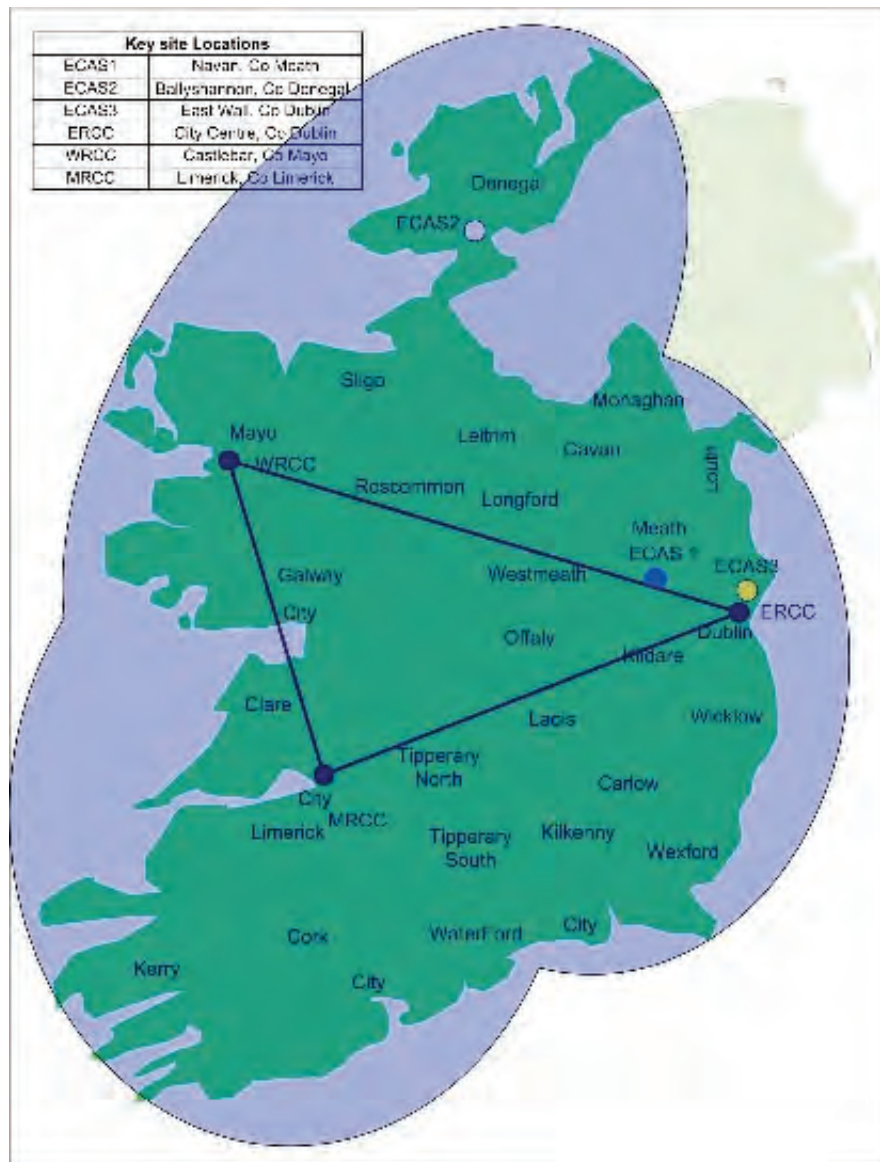 Key site Locations
ECAS1 Navan, Co Meath
ECAS2 Ballyshannon, Co Donegal
ECAS3 East Wall, Co Dublin
ERCC City Centre, Co Dublin
WRCC Castlebar, Co Mayo
MRCC Limerick, Co Limerick
Donegal
ECAS2
Sligo
Monaghan
Mayo
Leitrim
Cavan
WRCC
Louth
Roscommon
Longford
Meath
ECAS 1
ECAS3
Galway
Westmeath
City
ERCC
Dublin
Offaly
Kildare
Clare
Laois
Wicklow
Tipperary
North
Carlow
City
MRCC
Limerick
Tipperary
South
Kilkenny
Wexford
City
WaterFord
Cork
Kerry
City